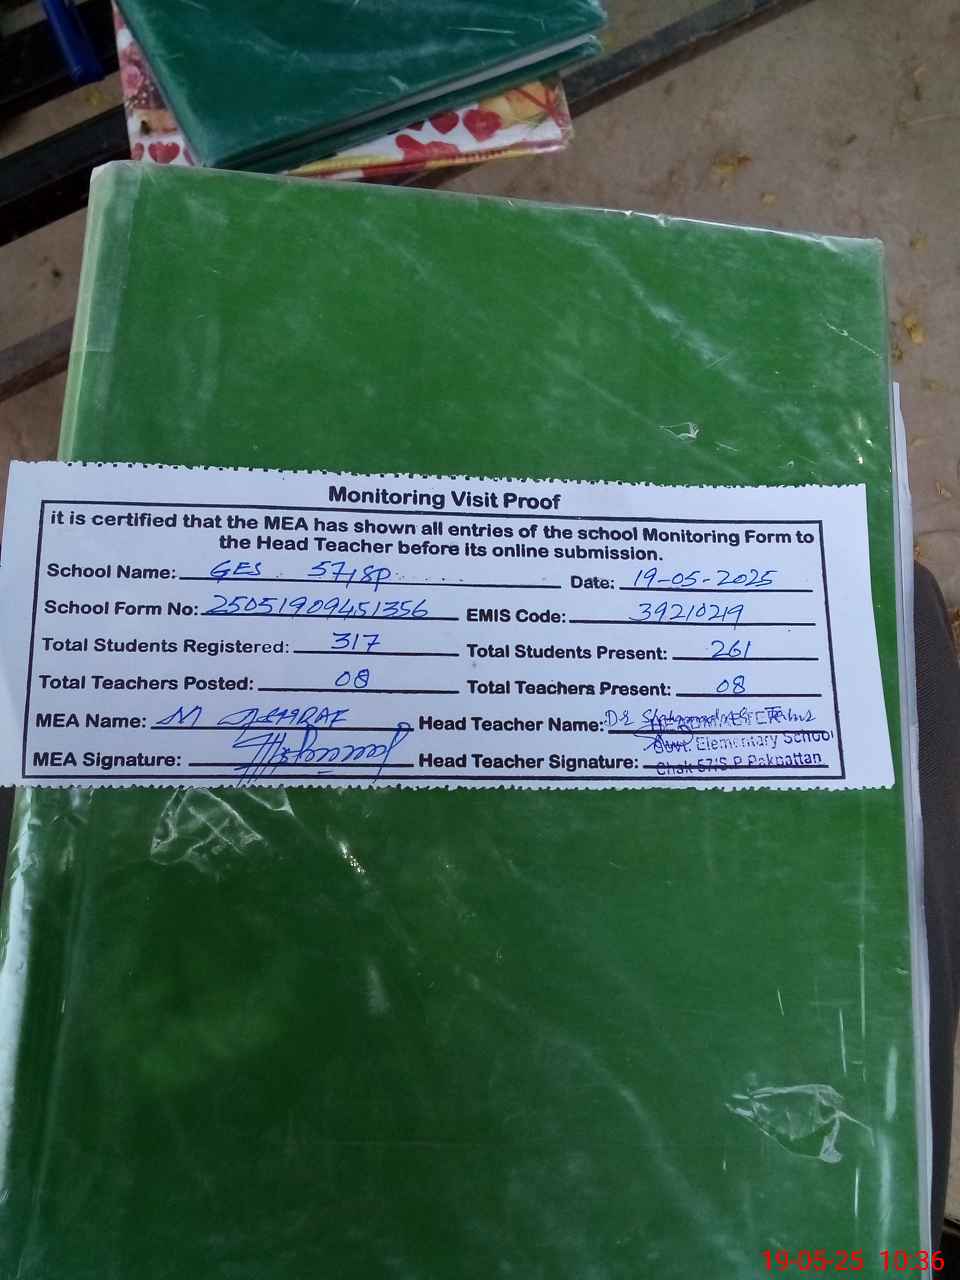 Monitoring Visit Proof
it is certified that the MEA has shown all entries of the school Monitoring Form to
the Head Teacher before its online submission.
School Name: GES 57/SP Date: 19-05-2025
School Form No: 25051909451356 EMIS Code: 39210219
Total Students Registered: 317 Total Students Present: 261
Total Teachers Posted: 08 Total Teachers Present: 08
MEA Name: M ASHRAF Head Teacher Name: HEADMASTER
Govt. Elementary School
MEA Signature: Head Teacher Signature: Chak 57/S.P Pakpattan
19-05-25 10:36